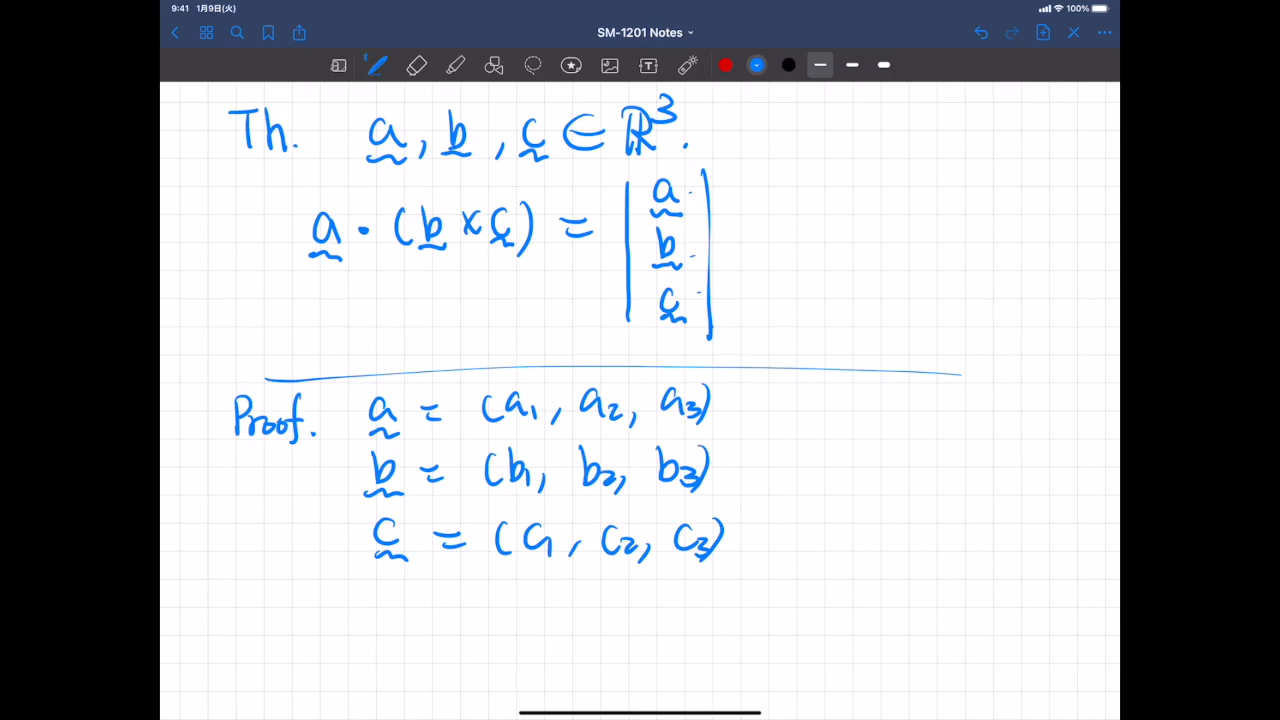 9:41 1月9日(火) 100%
SM-1201 Notes
Th. a, b, c ∈ ℝ³.
a · (b × c) = | a b c |
Proof. a = (a₁, a₂, a₃)
b = (b₁, b₂, b₃)
c = (c₁, c₂, c₃)